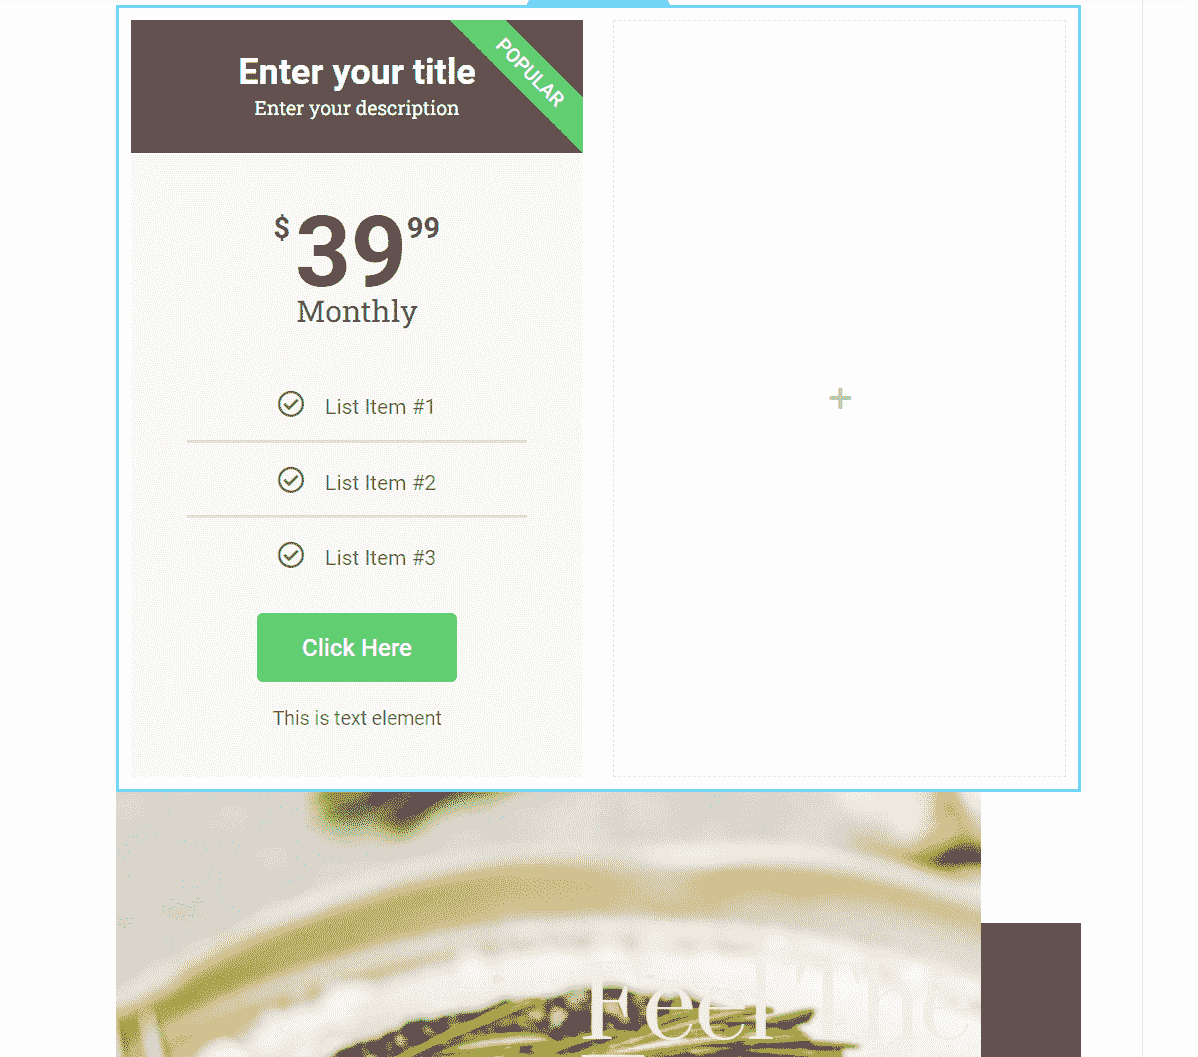 Enter your title
Enter your description
POPULAR
$39 99
Monthly
List Item #1
List Item #2
List Item #3
Click Here
This is text element
Feel The